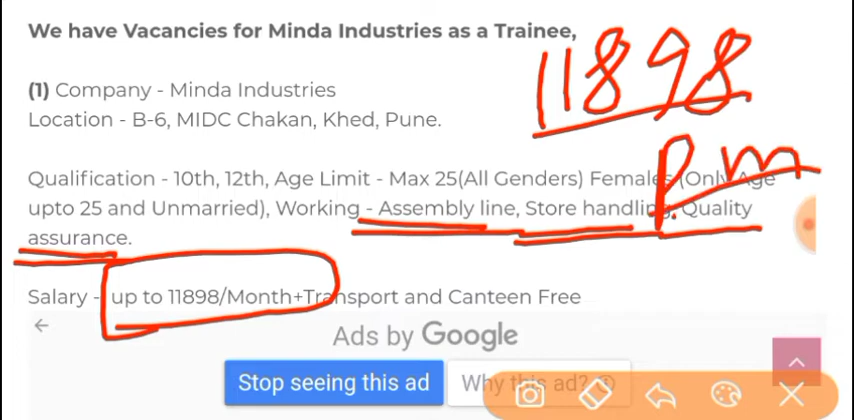 We have Vacancies for Minda Industries as a Trainee,
11898
(1) Company - Minda Industries
Location - B-6, MIDC Chakan, Khed, Pune.
Pm
Qualification - 10th, 12th, Age Limit - Max 25(All Genders) Females (Only Age
upto 25 and Unmarried), Working - Assembly line, Store handling, Quality
assurance.
Salary - up to 11898/Month+Transport and Canteen Free
Ads by Google
Stop seeing this ad
Why this ad?